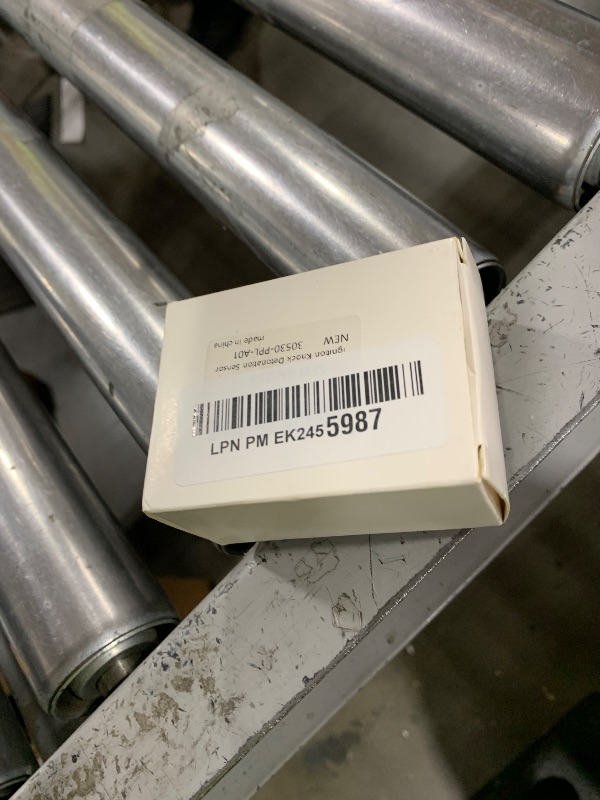 Ignition Knock Detonation Sensor
30530-PPL-A01
NEW made in china
LPN PM EK2455987